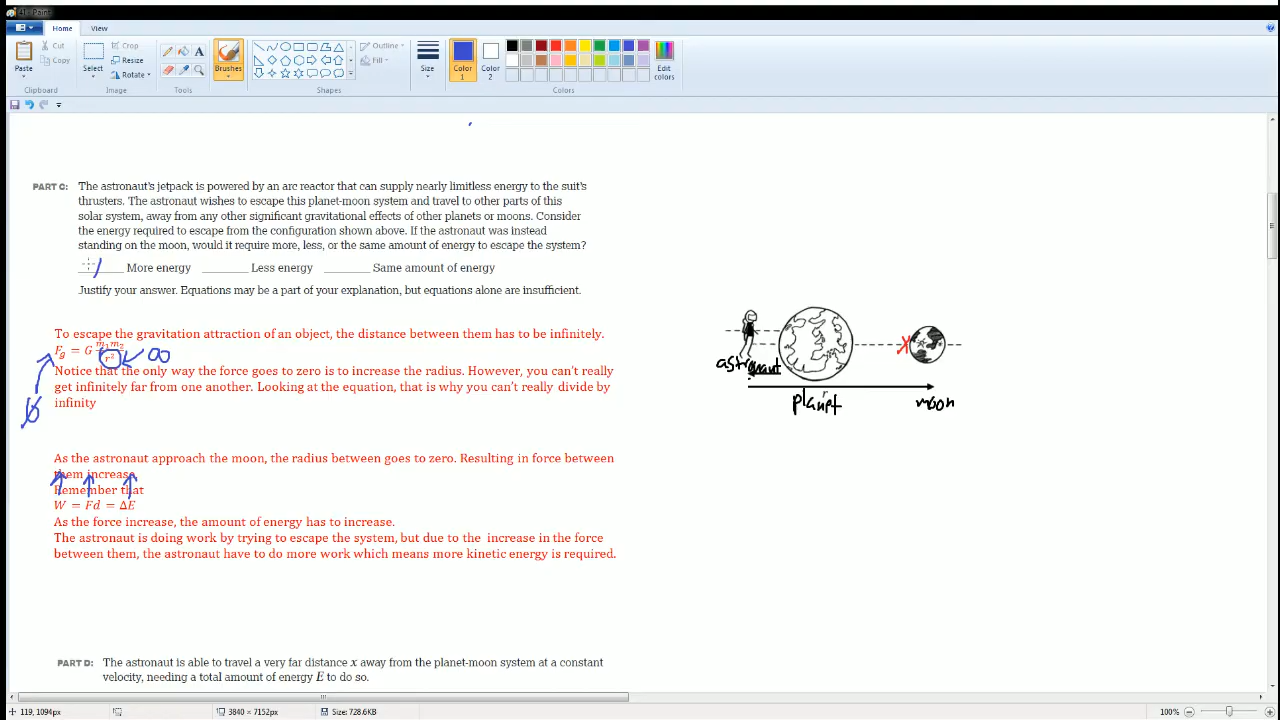 Home View
Cut
Copy
Paste
Clipboard
Select
Crop
Resize
Rotate
Image
Tools
Brushes
Outline
Fill
Shapes
Size
Color 1
Color 2
Edit colors
Colors
PART C: The astronaut's jetpack is powered by an arc reactor that can supply nearly limitless energy to the suit's
thrusters. The astronaut wishes to escape this planet-moon system and travel to other parts of this
solar system, away from any other significant gravitational effects of other planets or moons. Consider
the energy required to escape from the configuration shown above. If the astronaut was instead
standing on the moon, would it require more, less, or the same amount of energy to escape the system?
______ More energy ______ Less energy ______ Same amount of energy
Justify your answer. Equations may be a part of your explanation, but equations alone are insufficient.
To escape the gravitation attraction of an object, the distance between them has to be infinitely.
F_g = G m₁m₂/r² ∞
Notice that the only way the force goes to zero is to increase the radius. However, you can't really
get infinitely far from one another. Looking at the equation, that is why you can't really divide by
infinity
As the astronaut approach the moon, the radius between goes to zero. Resulting in force between
them increase.
Remember that
W = Fd = ΔE
As the force increase, the amount of energy has to increase.
The astronaut is doing work by trying to escape the system, but due to the increase in the force
between them, the astronaut have to do more work which means more kinetic energy is required.
X
astronaut
r
planet
moon
PART D: The astronaut is able to travel a very far distance x away from the planet-moon system at a constant
velocity, needing a total amount of energy E to do so.
119, 1094px
3840 × 7152px
Size: 728.6KB
100%